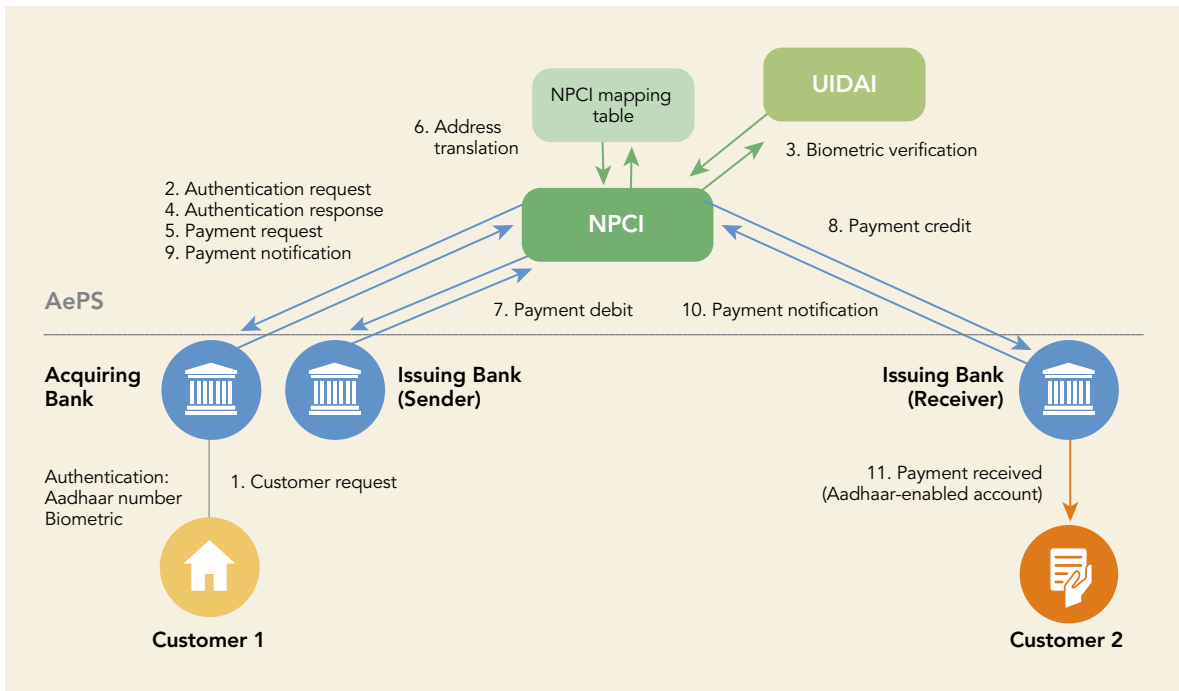 UIDAI
NPCI mapping
table
6. Address
translation
3. Biometric verification
2. Authentication request
4. Authentication response
5. Payment request
9. Payment notification
NPCI
8. Payment credit
AePS
7. Payment debit
10. Payment notification
Acquiring
Bank
Issuing Bank
(Sender)
Issuing Bank
(Receiver)
Authentication:
Aadhaar number
Biometric
1. Customer request
11. Payment received
(Aadhaar-enabled account)
Customer 1
Customer 2